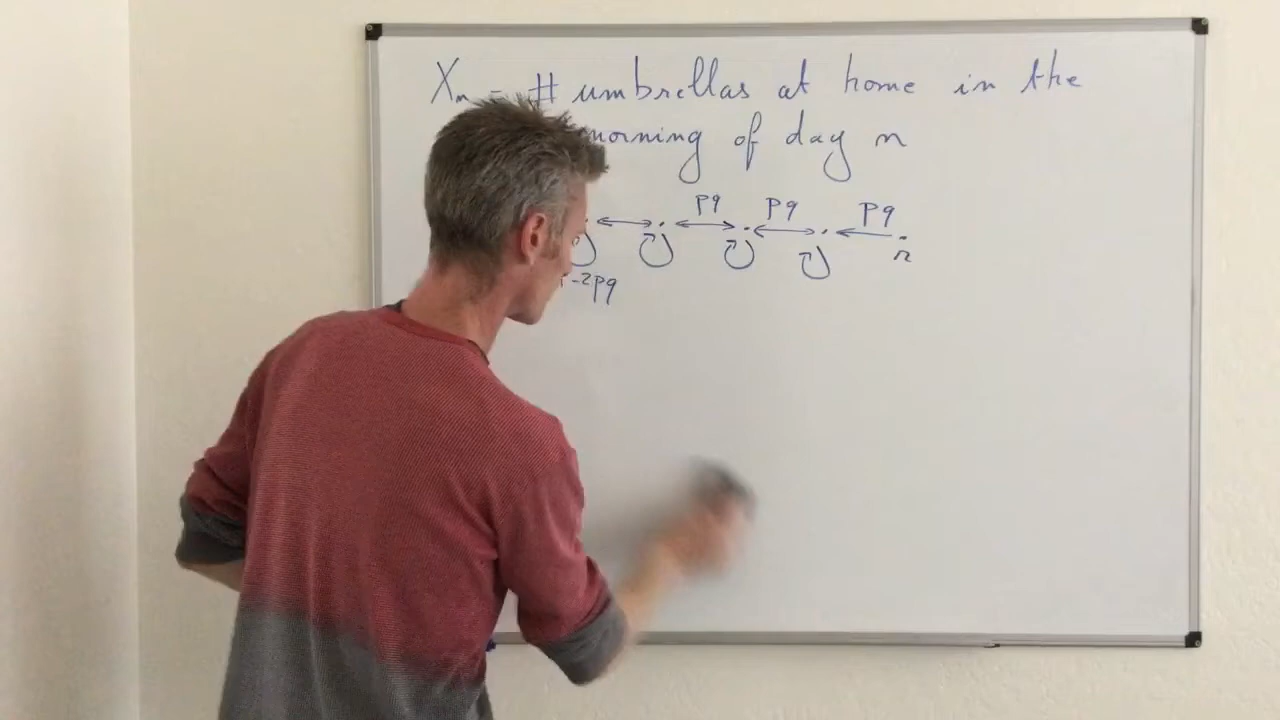 Xn = # umbrellas at home in the
morning of day n
pq pq pq
n
-2pq